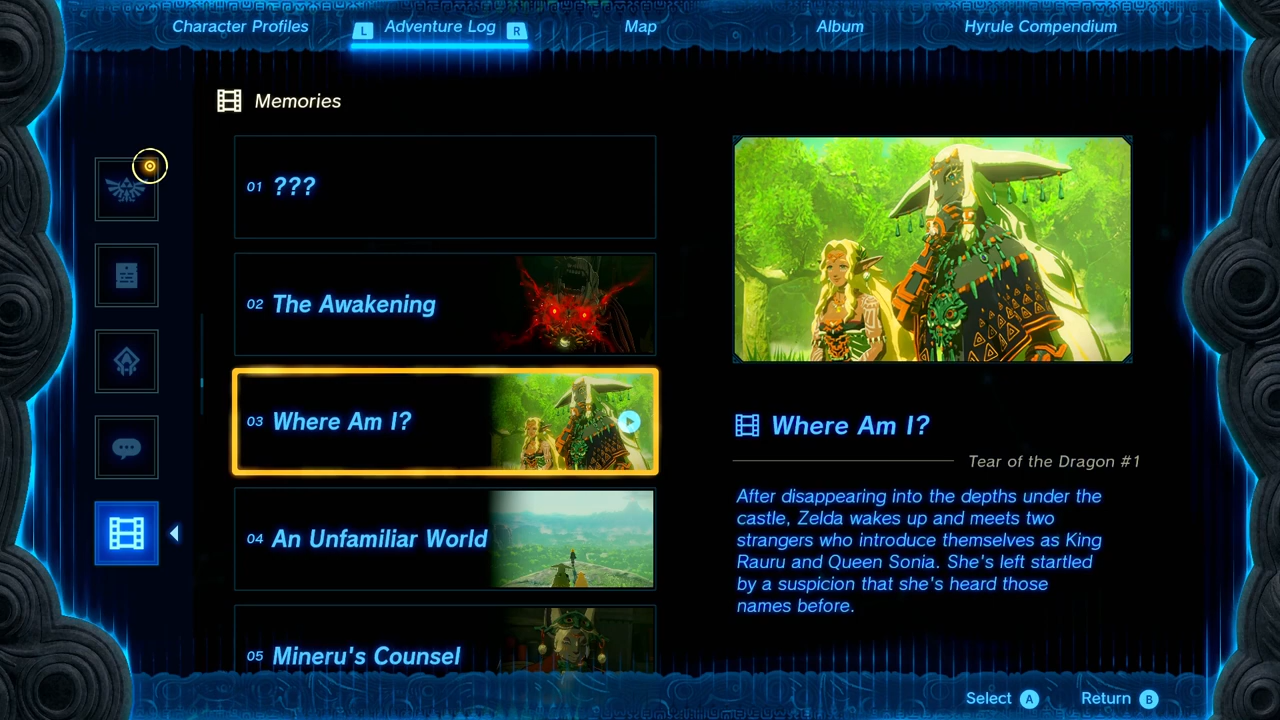 Character Profiles
L Adventure Log R
Map
Album
Hyrule Compendium
Memories
01 ???
02 The Awakening
03 Where Am I?
04 An Unfamiliar World
05 Mineru's Counsel
Where Am I?
Tear of the Dragon #1
After disappearing into the depths under the
castle, Zelda wakes up and meets two
strangers who introduce themselves as King
Rauru and Queen Sonia. She's left startled
by a suspicion that she's heard those
names before.
Select A
Return B